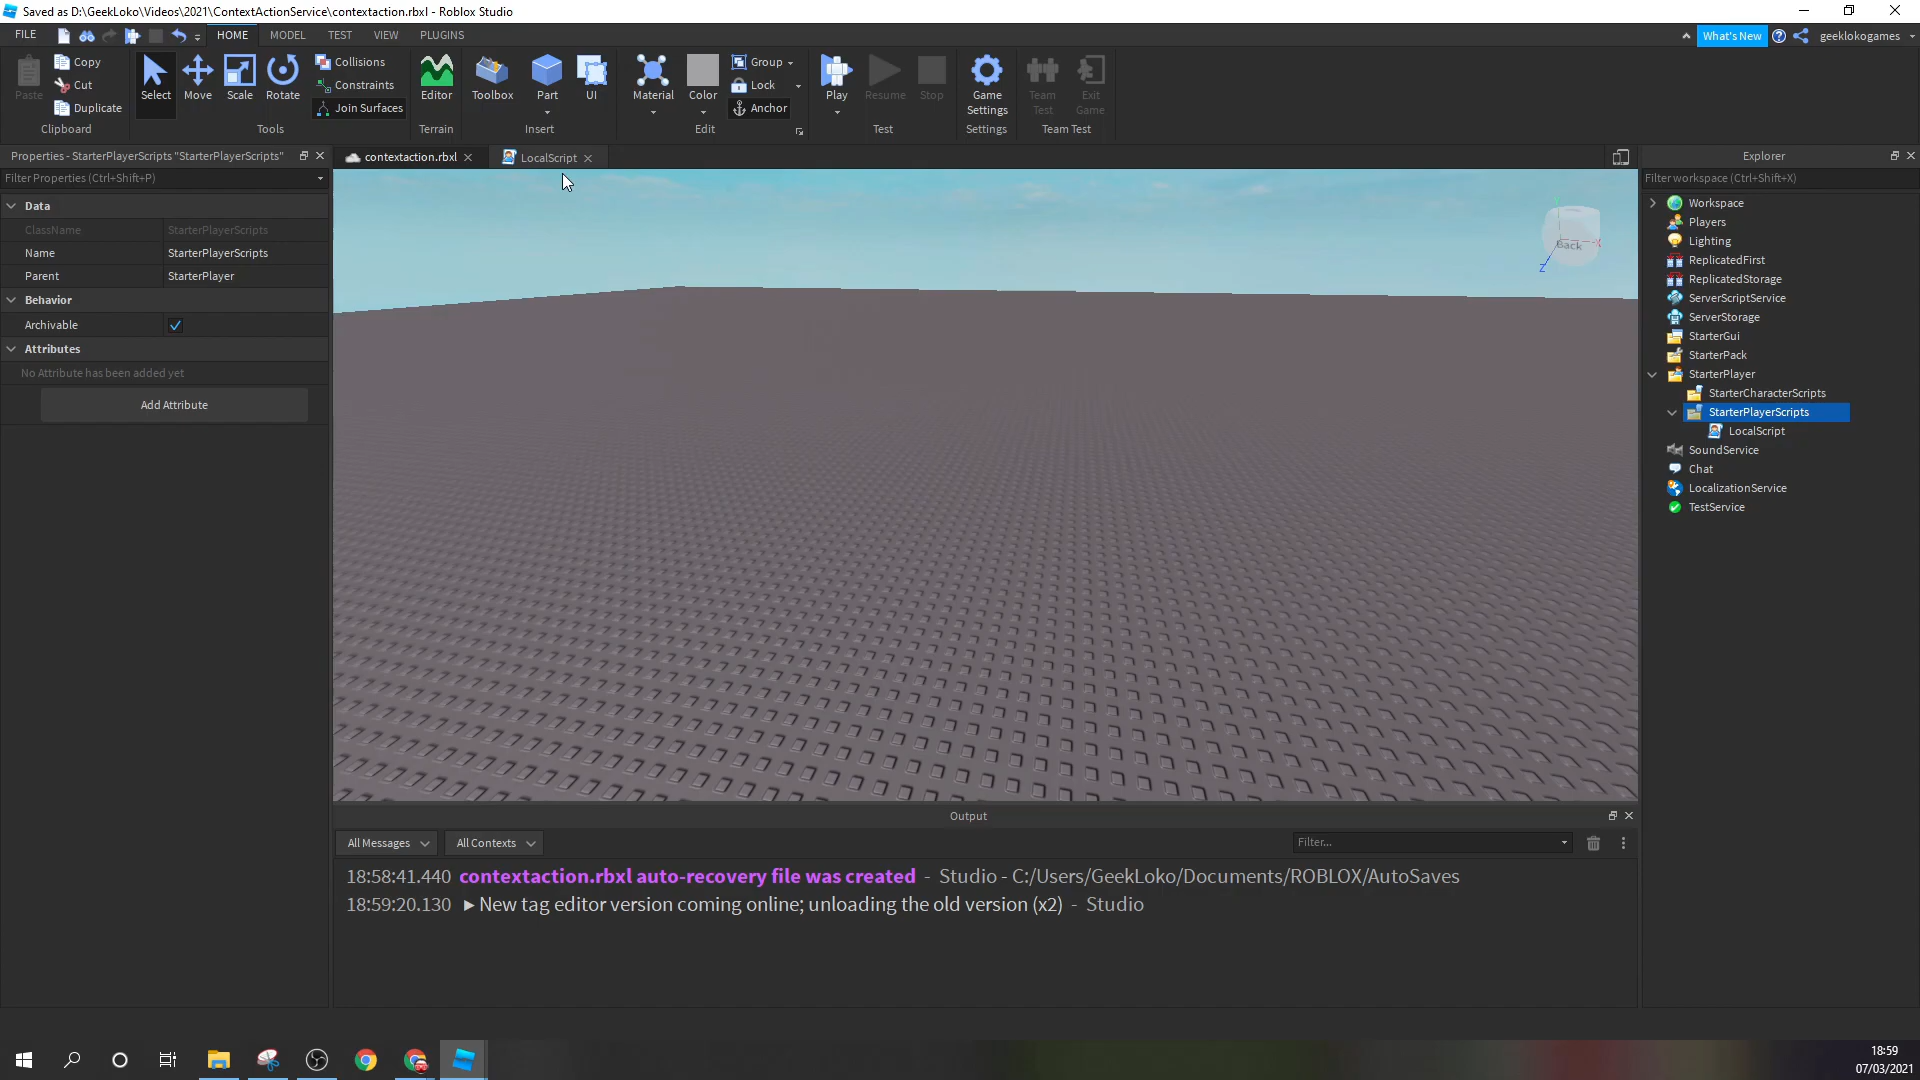 Saved as D:\GeekLoko\Videos\2021\ContextActionService\contextaction.rbxl - Roblox Studio
FILE HOME MODEL TEST VIEW PLUGINS What's New geeklokogames
Paste Copy Cut Duplicate Clipboard
Select Move Scale Rotate Collisions Constraints Join Surfaces Tools
Editor Terrain
Toolbox Part UI Insert
Material Color Group Lock Anchor Edit
Play Resume Stop Test
Game Settings Settings
Team Test Exit Game Team Test
Properties - StarterPlayerScripts "StarterPlayerScripts"
Filter Properties (Ctrl+Shift+P)
Data
ClassName StarterPlayerScripts
Name StarterPlayerScripts
Parent StarterPlayer
Behavior
Archivable
Attributes
No Attribute has been added yet
Add Attribute
contextaction.rbxl LocalScript
Back
X
Z
Explorer
Filter workspace (Ctrl+Shift+X)
Workspace
Players
Lighting
ReplicatedFirst
ReplicatedStorage
ServerScriptService
ServerStorage
StarterGui
StarterPack
StarterPlayer
StarterCharacterScripts
StarterPlayerScripts
LocalScript
SoundService
Chat
LocalizationService
TestService
Output
All Messages All Contexts Filter...
18:58:41.440 contextaction.rbxl auto-recovery file was created - Studio - C:/Users/GeekLoko/Documents/ROBLOX/AutoSaves
18:59:20.130 New tag editor version coming online; unloading the old version (x2) - Studio
18:59
07/03/2021